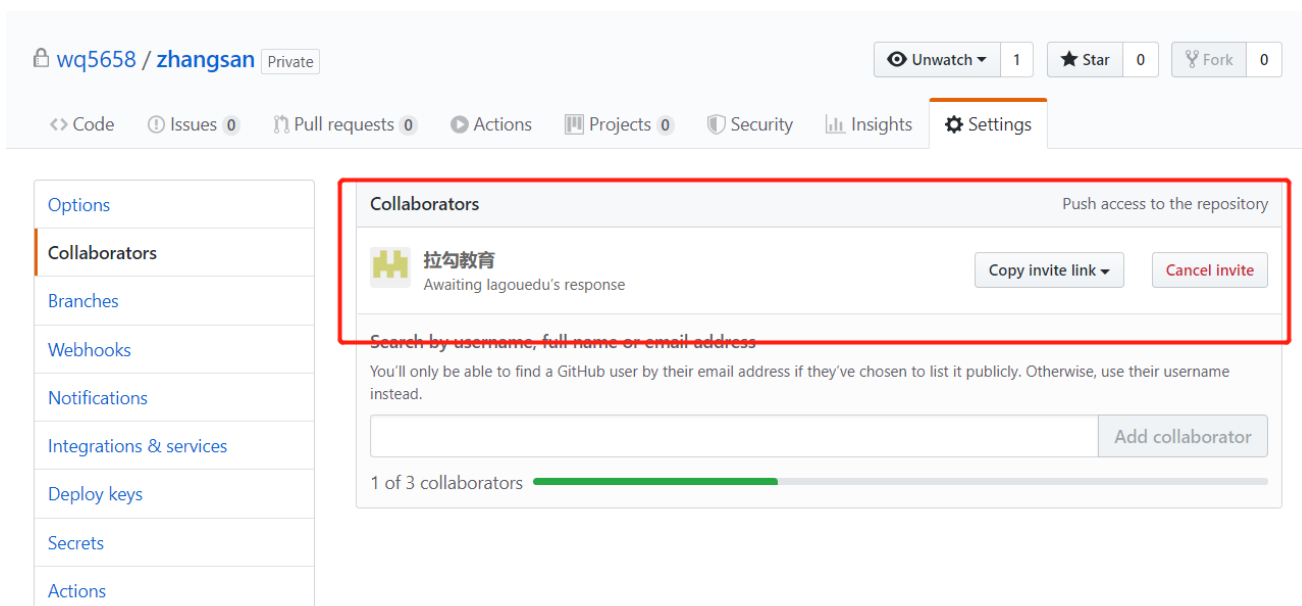 wq5658 / zhangsan Private
Unwatch 1 Star 0 Fork 0
Code Issues 0 Pull requests 0 Actions Projects 0 Security Insights Settings
Options
Collaborators
Branches
Webhooks
Notifications
Integrations & services
Deploy keys
Secrets
Actions
Collaborators Push access to the repository
拉勾教育
Awaiting lagouedu's response
Copy invite link Cancel invite
Search by username, full name or email address
You'll only be able to find a GitHub user by their email address if they've chosen to list it publicly. Otherwise, use their username
instead.
Add collaborator
1 of 3 collaborators